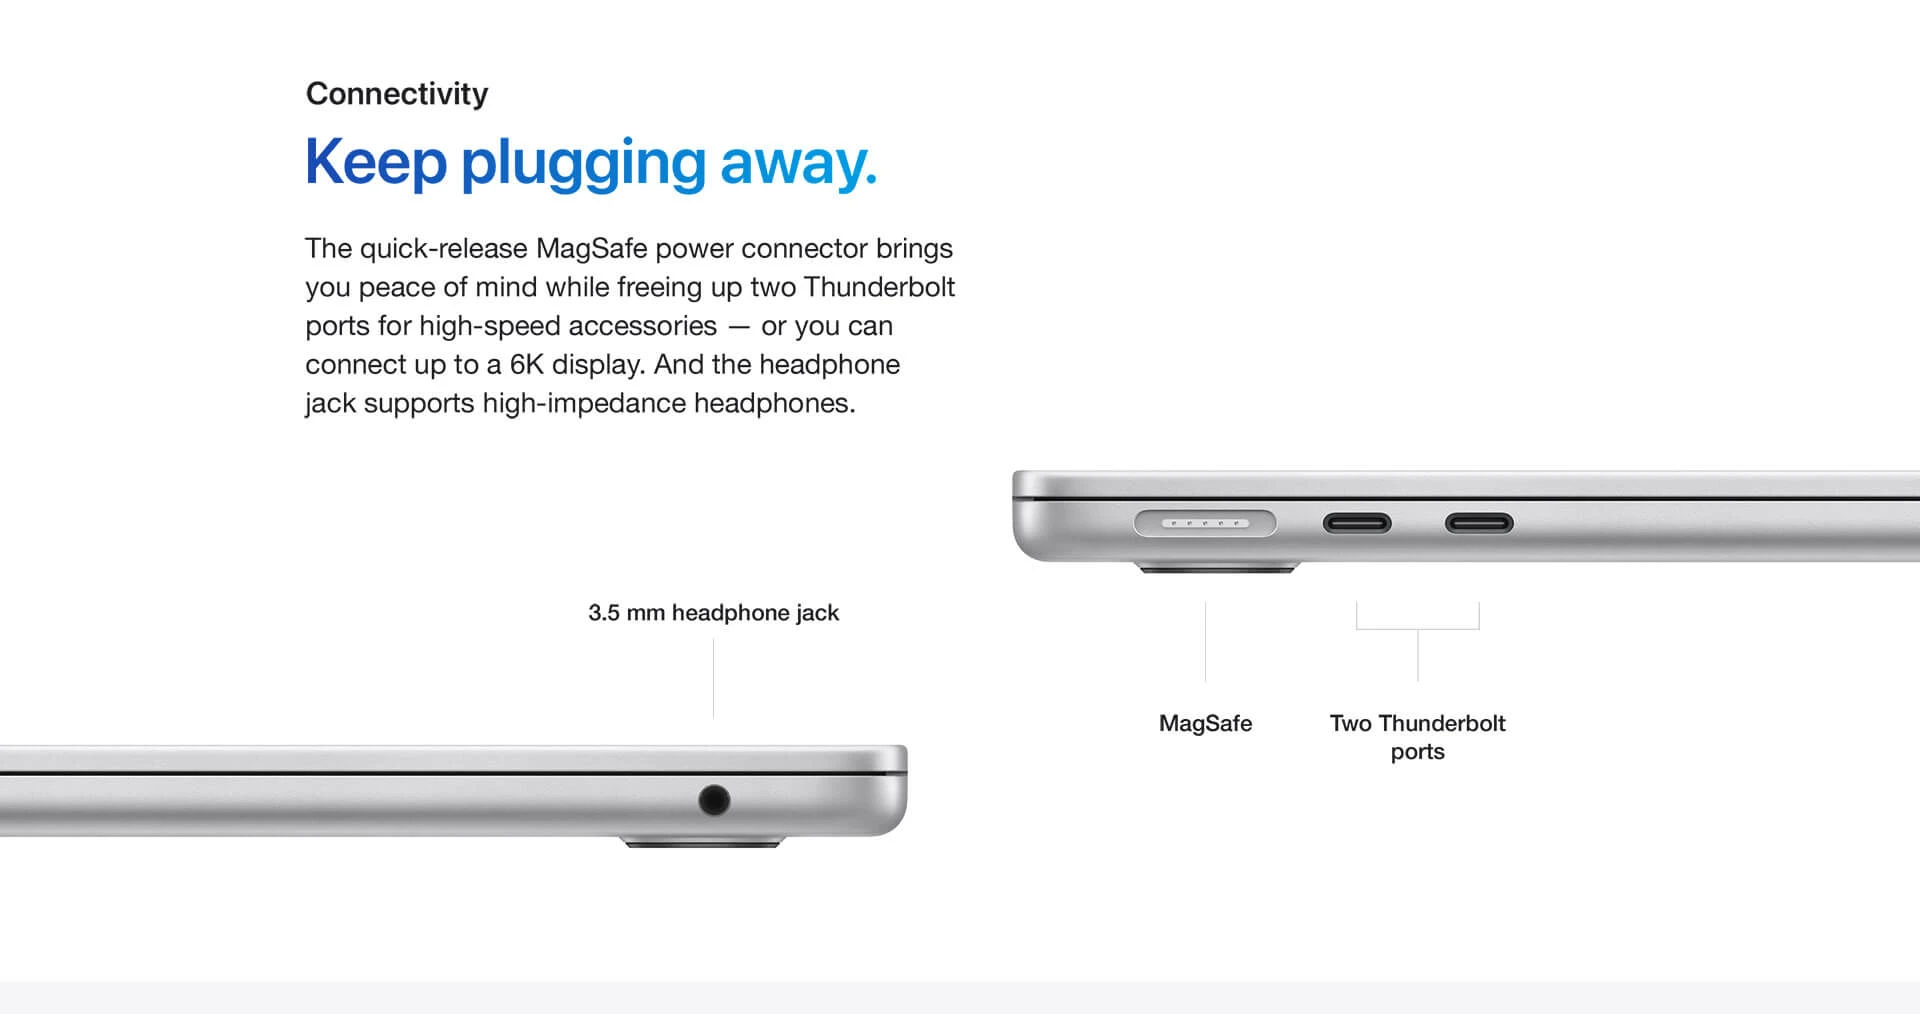 Connectivity
Keep plugging away.
The quick-release MagSafe power connector brings
you peace of mind while freeing up two Thunderbolt
ports for high-speed accessories — or you can
connect up to a 6K display. And the headphone
jack supports high-impedance headphones.
3.5 mm headphone jack
MagSafe
Two Thunderbolt
ports